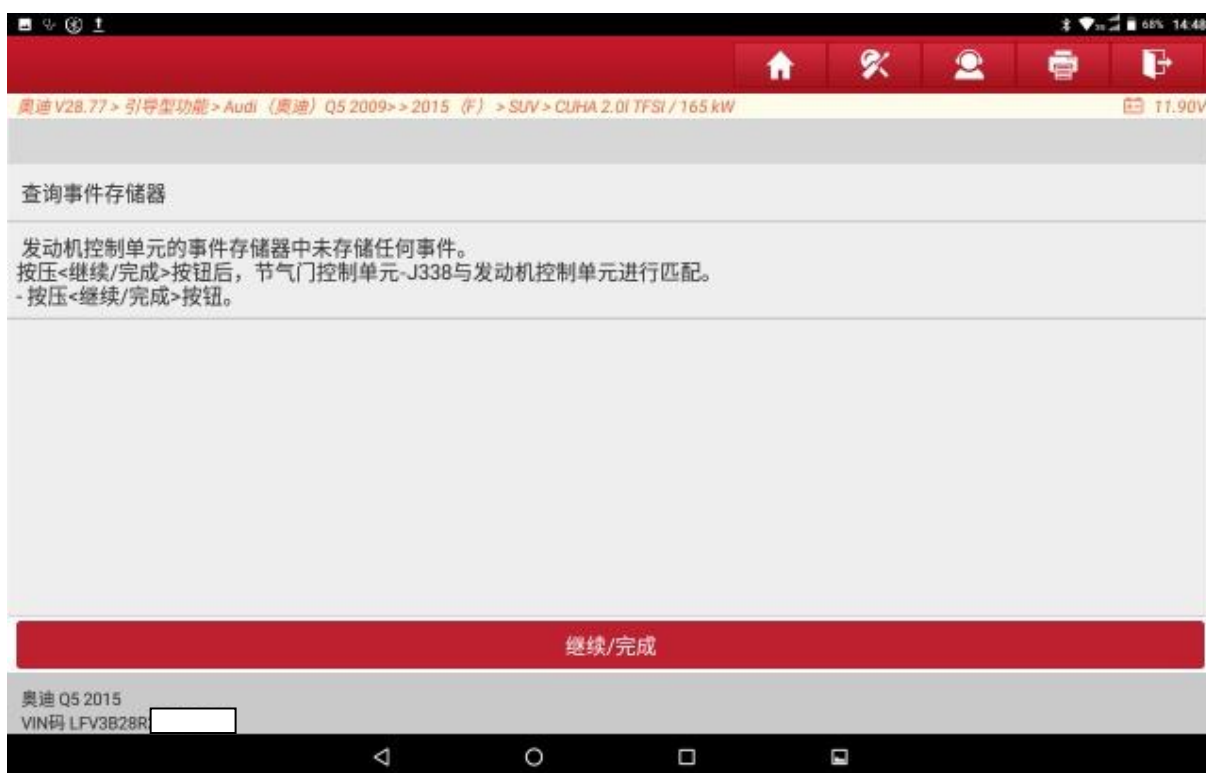 68% 14:48
奥迪 V28.77 > 引导型功能 > Audi（奥迪）Q5 2009> > 2015（F）> SUV > CUHA 2.0l TFSI / 165 kW 11.90V
查询事件存储器
发动机控制单元的事件存储器中未存储任何事件。
按压<继续/完成>按钮后，节气门控制单元-J338与发动机控制单元进行匹配。
- 按压<继续/完成>按钮。
继续/完成
奥迪 Q5 2015
VIN码 LFV3B28R